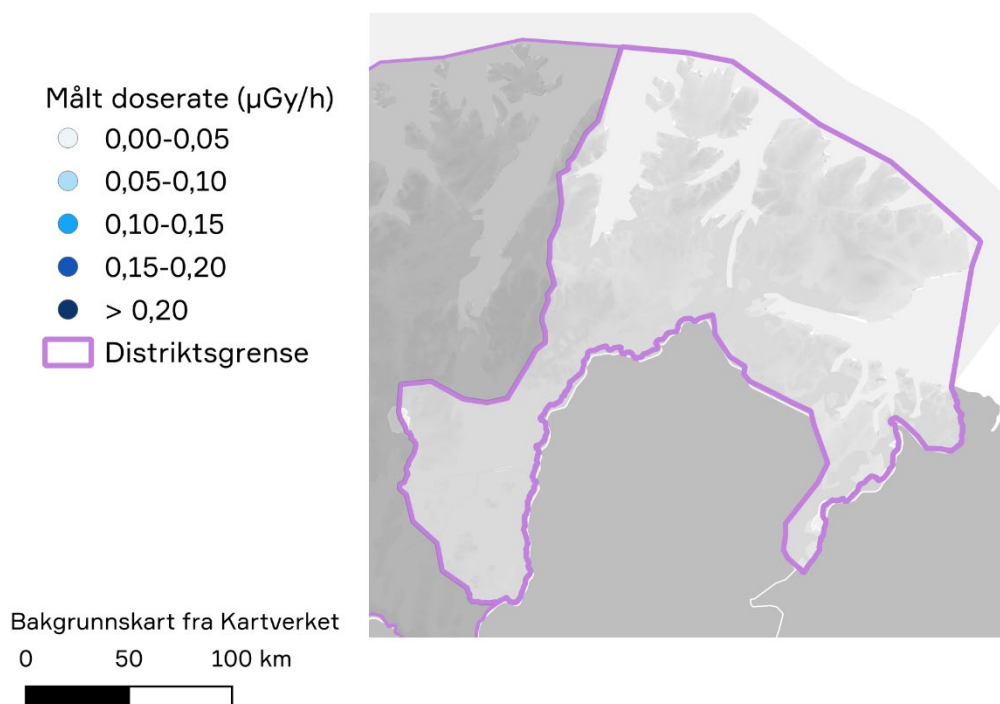 Målt doserate (µGy/h)
0,00-0,05
0,05-0,10
0,10-0,15
0,15-0,20
> 0,20
Distriktsgrense
Bakgrunnskart fra Kartverket
0 50 100 km